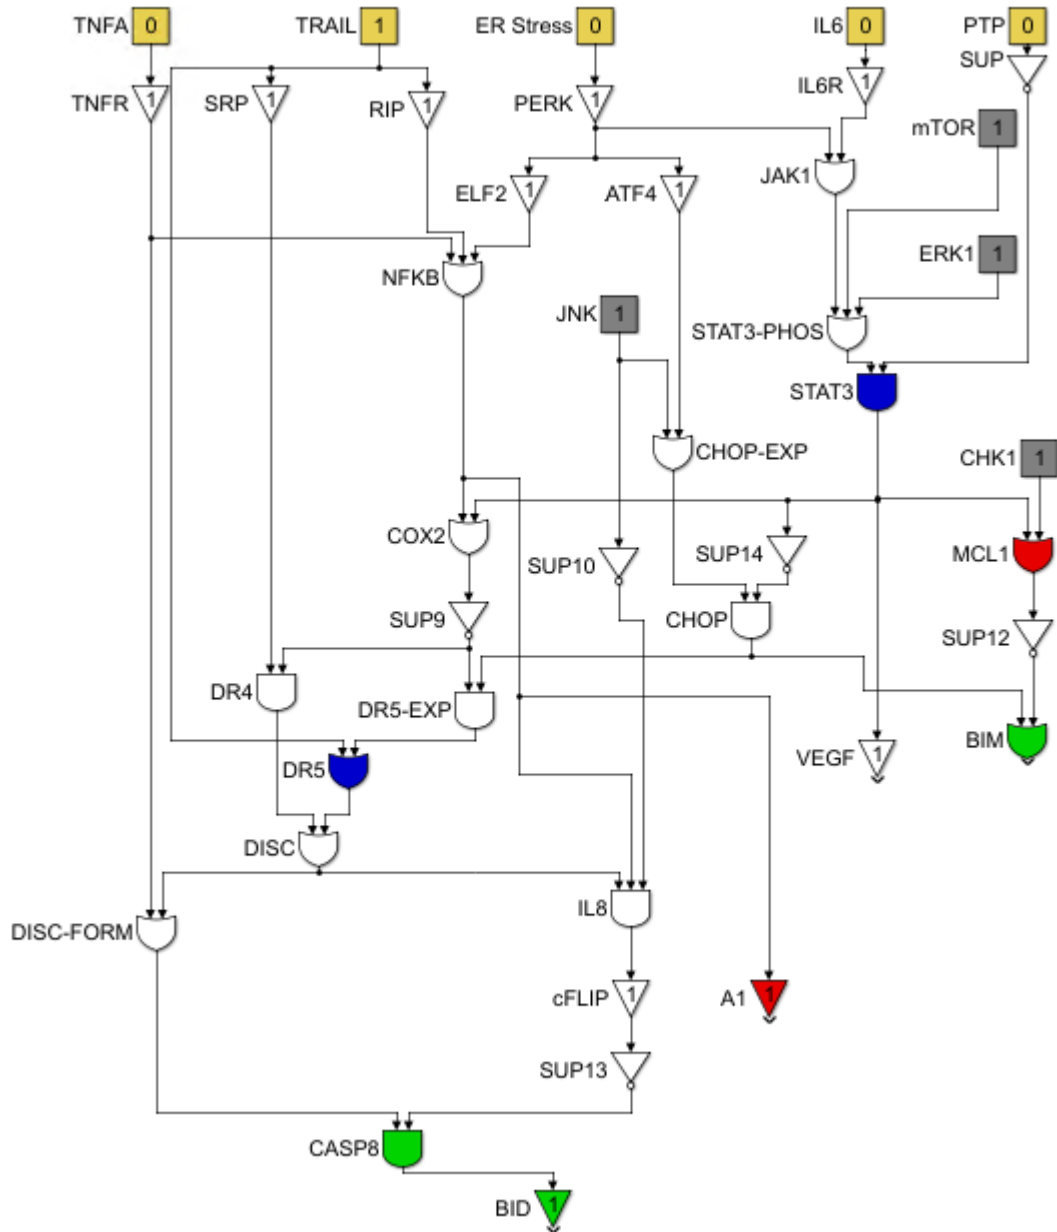 TNFA 0 TRAIL 1 ER Stress 0 IL6 0 PTP 0
SUP
TNFR 1 SRP 1 RIP 1 PERK 1 IL6R 1
mTOR 1
JAK1
ELF2 1 ATF4 1
ERK1 1
NFKB
JNK 1 STAT3-PHOS
STAT3
CHOP-EXP CHK1 1
COX2
SUP10 SUP14 MCL1
SUP9 CHOP SUP12
DR4
DR5-EXP
VEGF 1 BIM
DR5
DISC
IL8
DISC-FORM
cFLIP 1 A1 1
SUP13
CASP8
BID 1